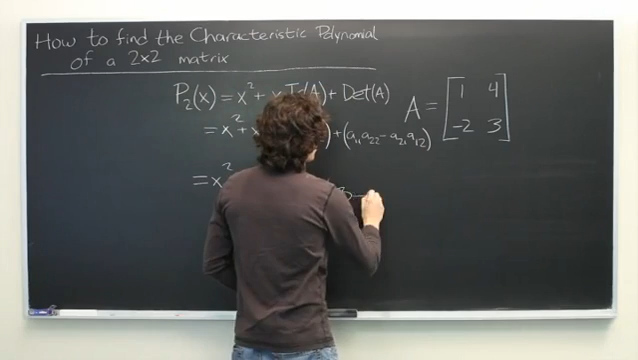 How to find the Characteristic Polynomial
of a 2x2 matrix
P₂(x) = x² + x Tr(A) + Det(A)
A = [1 4
-2 3]
= x² + x + (a₁₁a₂₂ - a₂₁a₁₂)
= x² 3 -